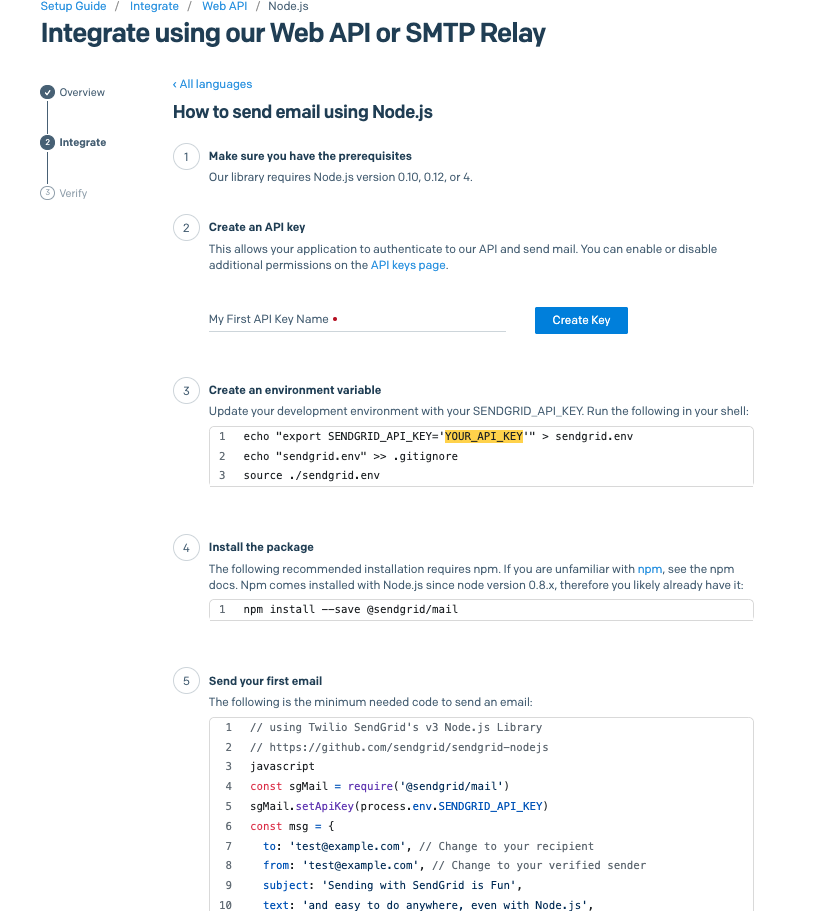 Setup Guide / Integrate / Web API / Node.js
Integrate using our Web API or SMTP Relay
Overview
2 Integrate
3 Verify
‹ All languages
How to send email using Node.js
1 Make sure you have the prerequisites
Our library requires Node.js version 0.10, 0.12, or 4.
2 Create an API key
This allows your application to authenticate to our API and send mail. You can enable or disable
additional permissions on the API keys page.
My First API Key Name •
Create Key
3 Create an environment variable
Update your development environment with your SENDGRID_API_KEY. Run the following in your shell:
1 echo "export SENDGRID_API_KEY='YOUR_API_KEY'" > sendgrid.env
2 echo "sendgrid.env" >> .gitignore
3 source ./sendgrid.env
4 Install the package
The following recommended installation requires npm. If you are unfamiliar with npm, see the npm
docs. Npm comes installed with Node.js since node version 0.8.x, therefore you likely already have it:
1 npm install --save @sendgrid/mail
5 Send your first email
The following is the minimum needed code to send an email:
1 // using Twilio SendGrid's v3 Node.js Library
2 // https://github.com/sendgrid/sendgrid-nodejs
3 javascript
4 const sgMail = require('@sendgrid/mail')
5 sgMail.setApiKey(process.env.SENDGRID_API_KEY)
6 const msg = {
7 to: 'test@example.com', // Change to your recipient
8 from: 'test@example.com', // Change to your verified sender
9 subject: 'Sending with SendGrid is Fun',
10 text: 'and easy to do anywhere, even with Node.js',